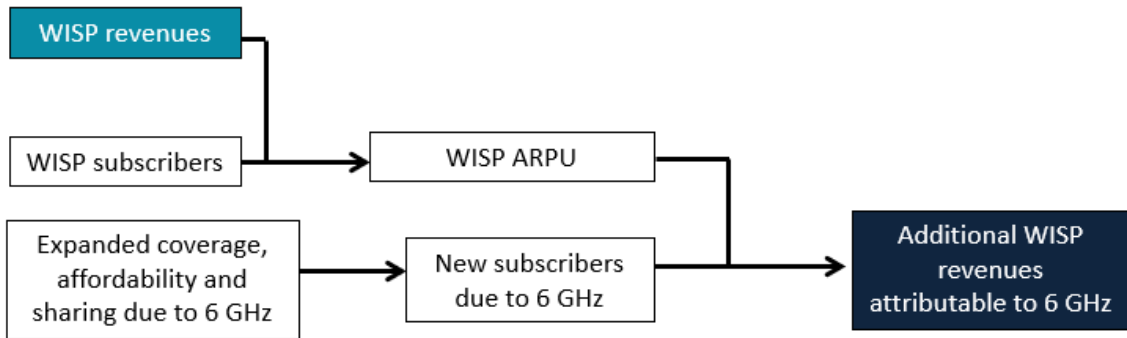 WISP revenues
WISP subscribers
WISP ARPU
Expanded coverage,
affordability and
sharing due to 6 GHz
New subscribers
due to 6 GHz
Additional WISP
revenues
attributable to 6 GHz